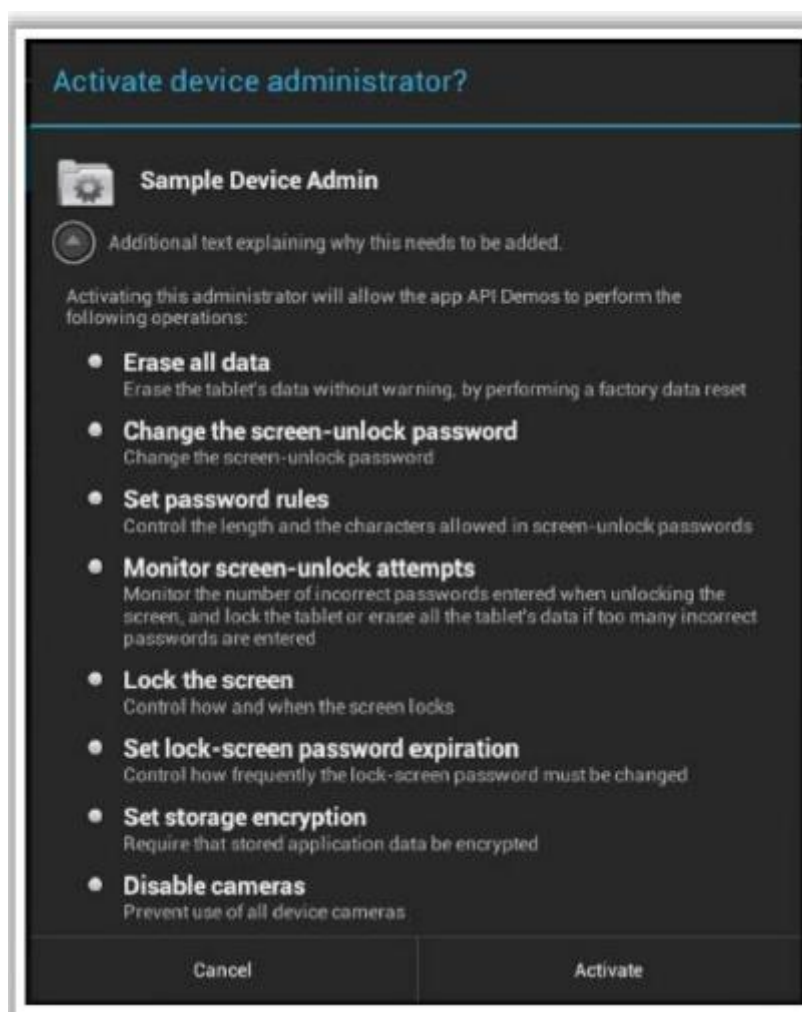 Activate device administrator?
Sample Device Admin
Additional text explaining why this needs to be added.
Activating this administrator will allow the app API Demos to perform the
following operations:
Erase all data
Erase the tablet's data without warning, by performing a factory data reset
Change the screen-unlock password
Change the screen-unlock password
Set password rules
Control the length and the characters allowed in screen-unlock passwords
Monitor screen-unlock attempts
Monitor the number of incorrect passwords entered when unlocking the
screen, and lock the tablet or erase all the tablet's data if too many incorrect
passwords are entered
Lock the screen
Control how and when the screen locks
Set lock-screen password expiration
Control how frequently the lock-screen password must be changed
Set storage encryption
Require that stored application data be encrypted
Disable cameras
Prevent use of all device cameras
Cancel
Activate